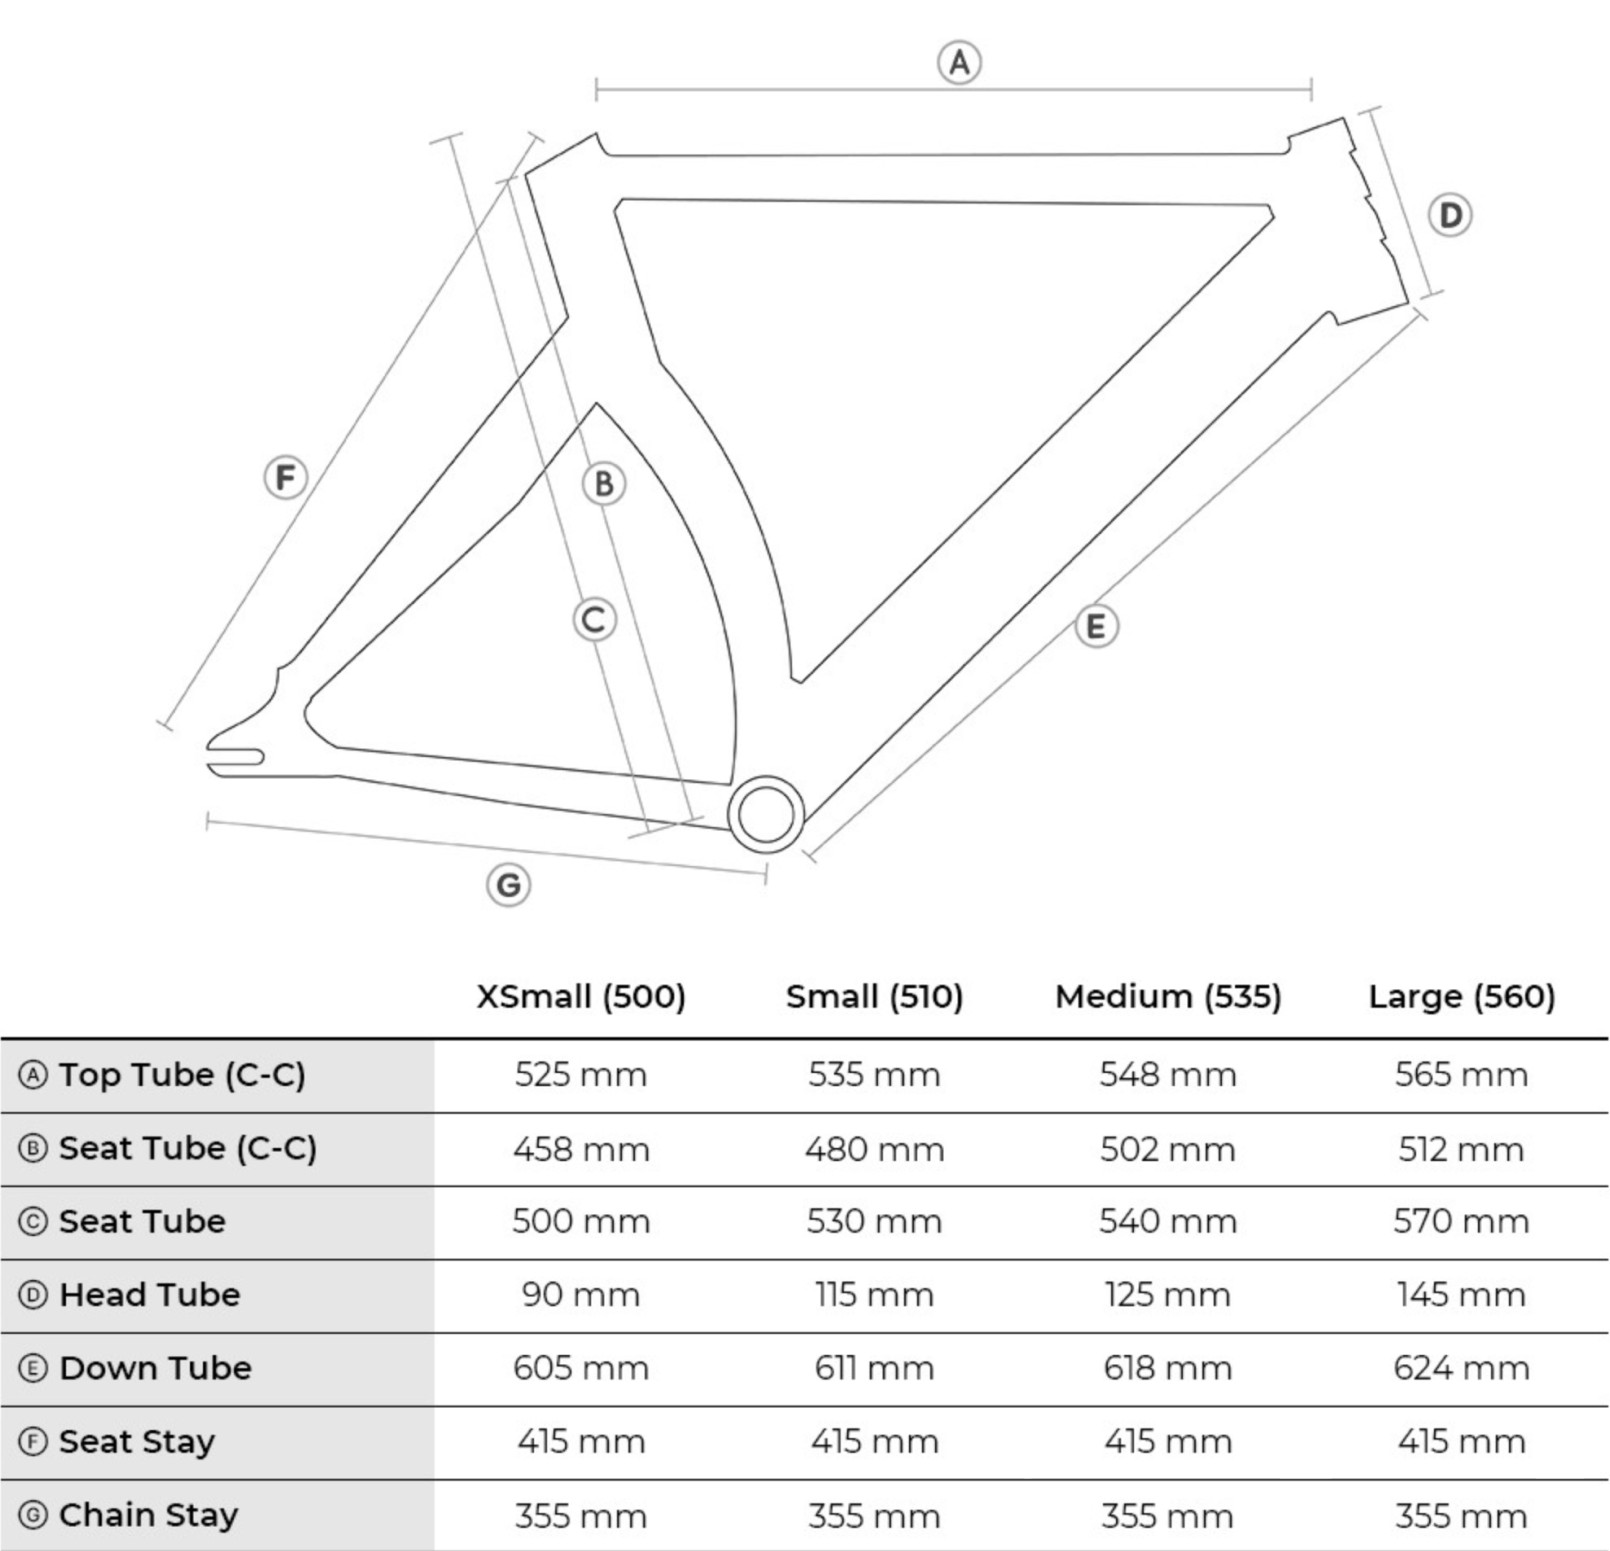 A
D
F
B
C
E
G
XSmall (500) Small (510) Medium (535) Large (560)
Ⓐ Top Tube (C-C) 525 mm 535 mm 548 mm 565 mm
Ⓑ Seat Tube (C-C) 458 mm 480 mm 502 mm 512 mm
Ⓒ Seat Tube 500 mm 530 mm 540 mm 570 mm
Ⓓ Head Tube 90 mm 115 mm 125 mm 145 mm
Ⓔ Down Tube 605 mm 611 mm 618 mm 624 mm
Ⓕ Seat Stay 415 mm 415 mm 415 mm 415 mm
Ⓖ Chain Stay 355 mm 355 mm 355 mm 355 mm